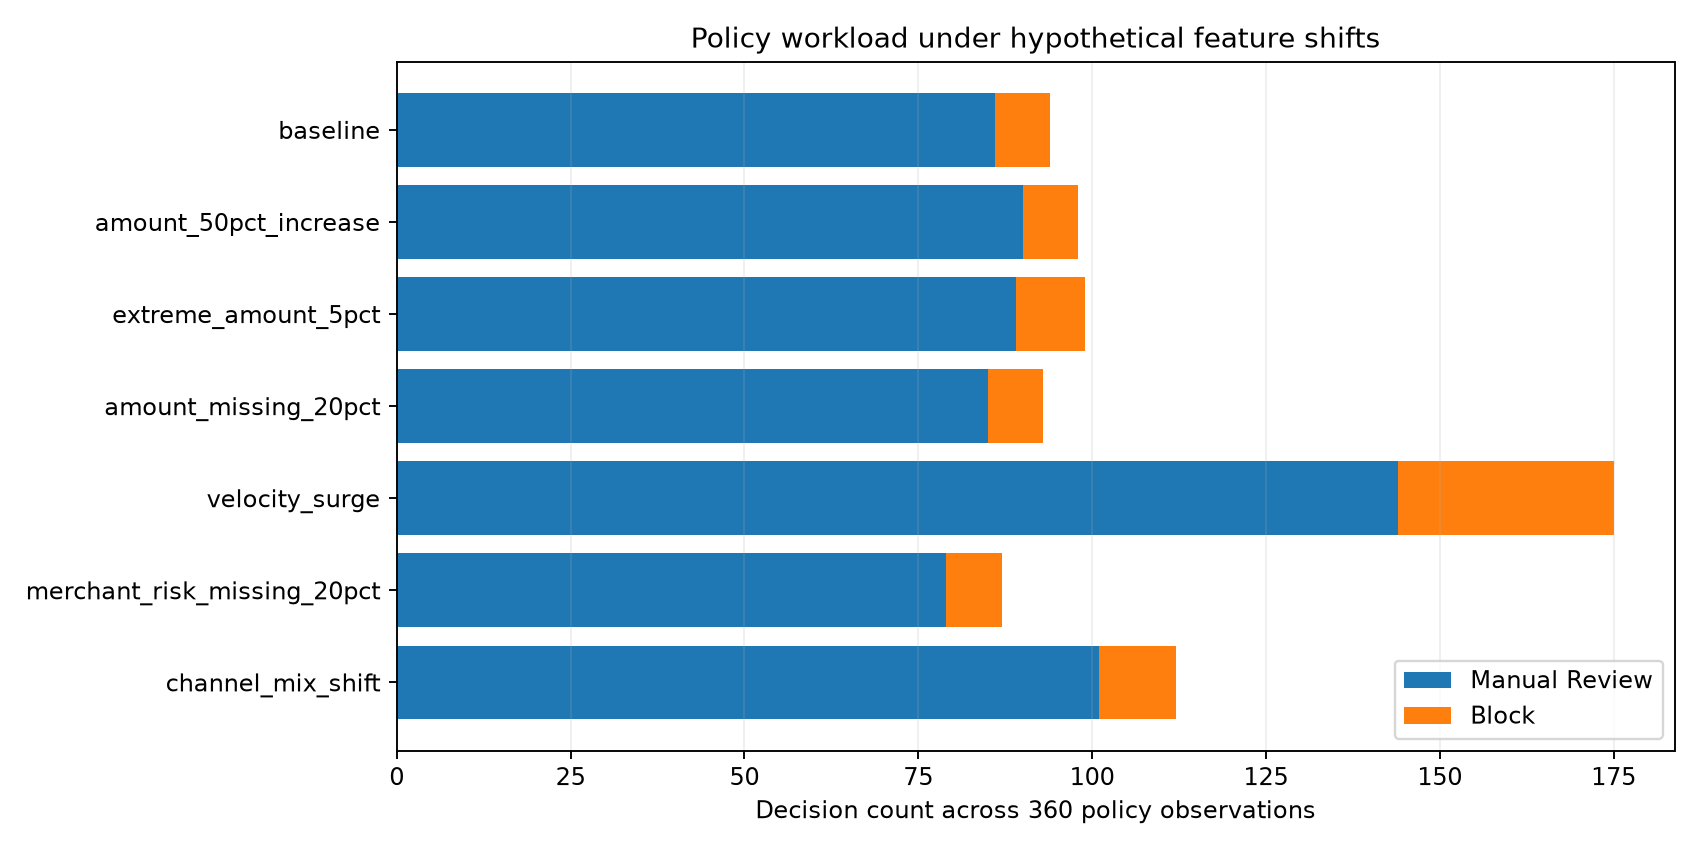 Policy workload under hypothetical feature shifts
baseline
amount_50pct_increase
extreme_amount_5pct
amount_missing_20pct
velocity_surge
merchant_risk_missing_20pct
channel_mix_shift
Manual Review
Block
0 25 50 75 100 125 150 175
Decision count across 360 policy observations